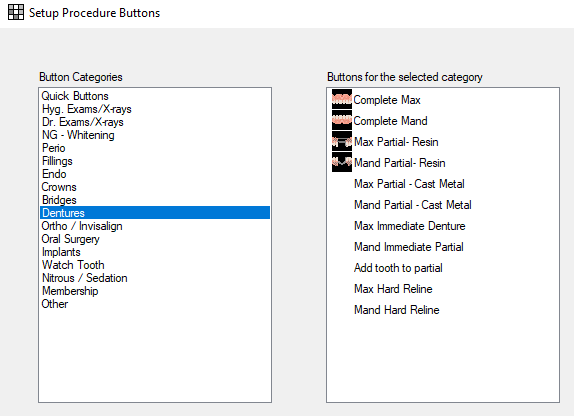 Setup Procedure Buttons
Button Categories
Quick Buttons
Hyg. Exams/X-rays
Dr. Exams/X-rays
NG - Whitening
Perio
Fillings
Endo
Crowns
Bridges
Dentures
Ortho / Invisalign
Oral Surgery
Implants
Watch Tooth
Nitrous / Sedation
Membership
Other
Buttons for the selected category
Complete Max
Complete Mand
Max Partial- Resin
Mand Partial- Resin
Max Partial - Cast Metal
Mand Partial - Cast Metal
Max Immediate Denture
Mand Immediate Partial
Add tooth to partial
Max Hard Reline
Mand Hard Reline